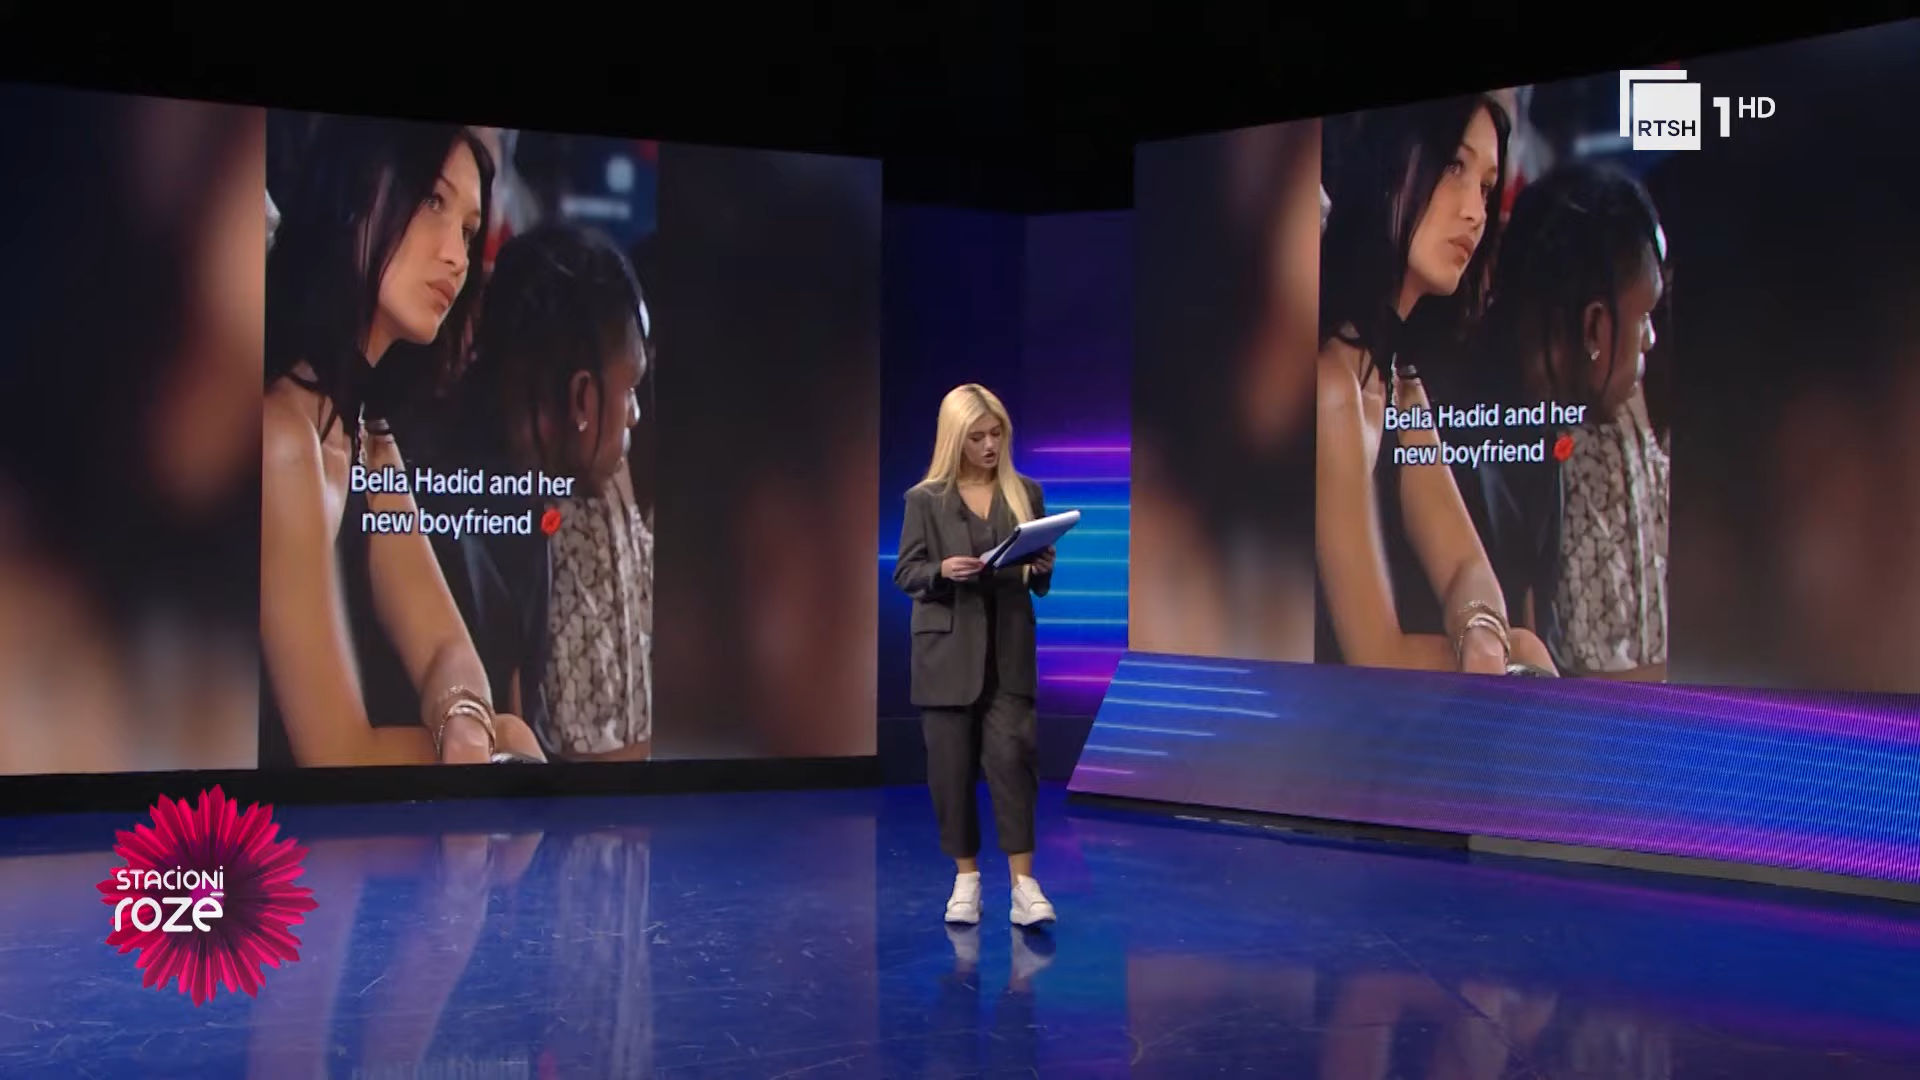 RTSH 1 HD
Bella Hadid and her
new boyfriend 💋
Bella Hadid and her
new boyfriend 💋
STACIONI
rozë